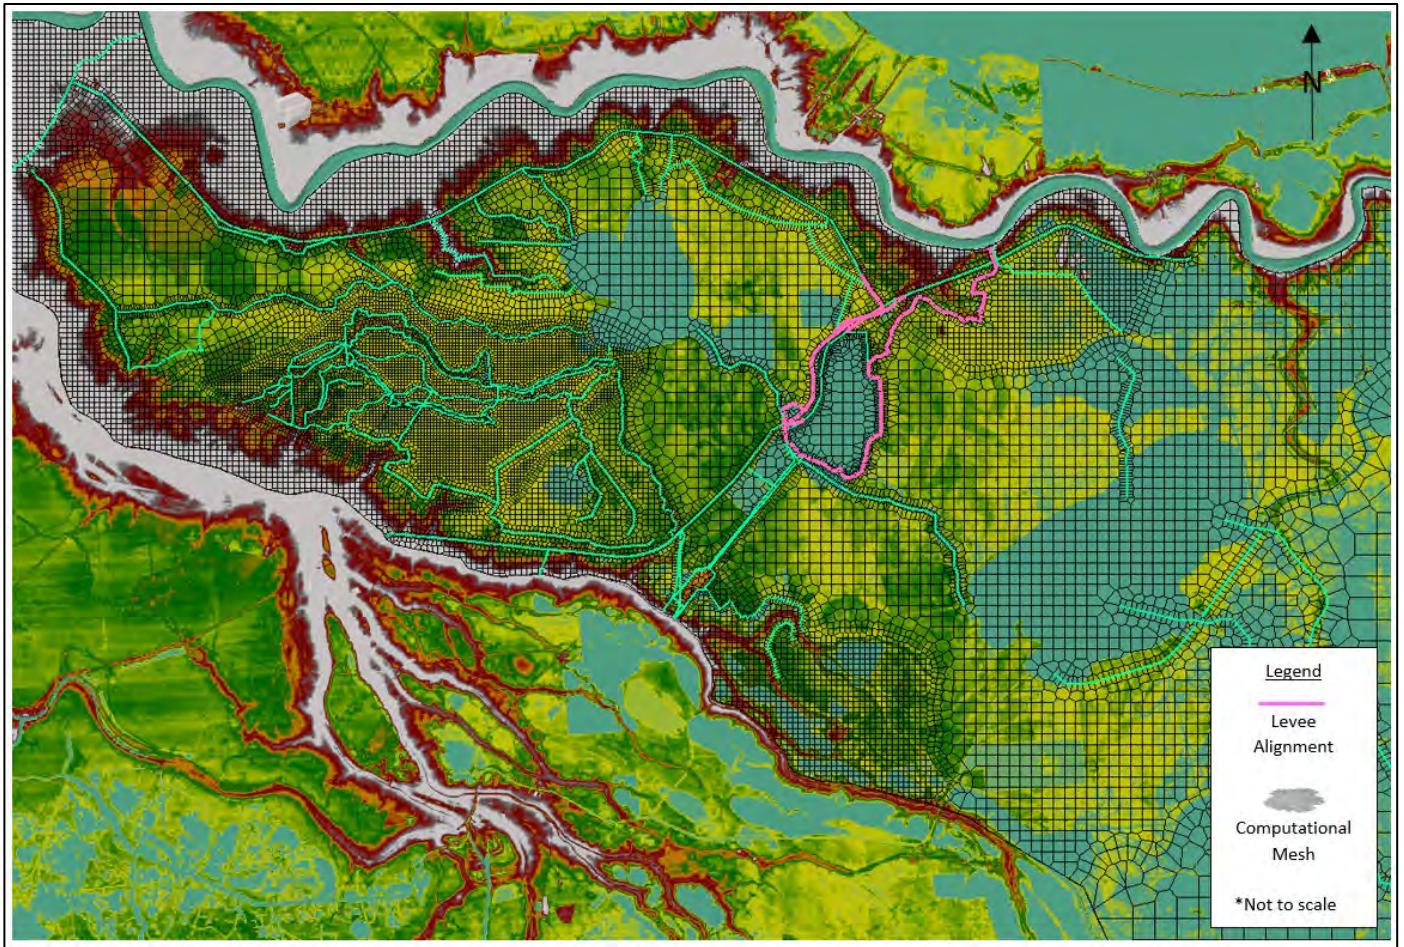 N
Legend
Levee
Alignment
Computational
Mesh
*Not to scale